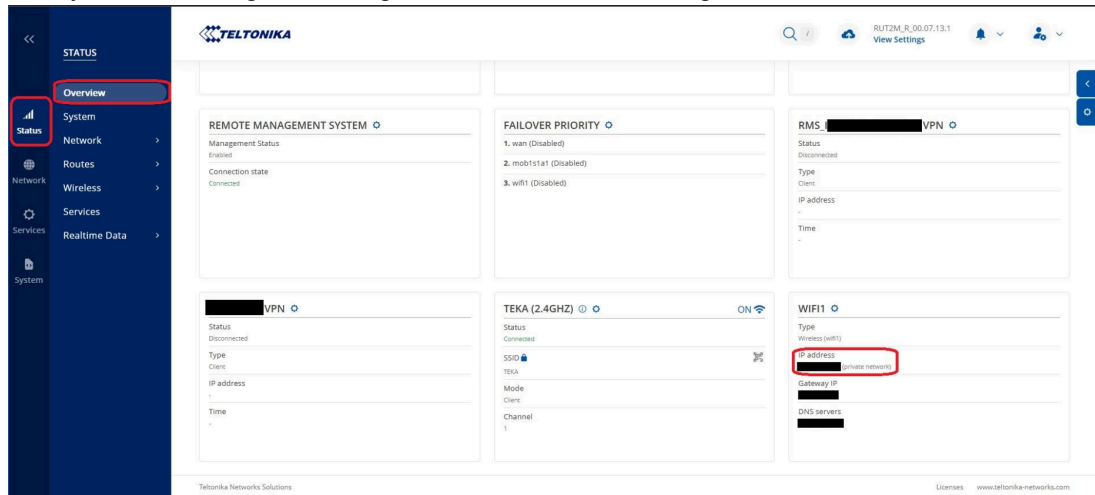 STATUS
Overview
System
Network
Routes
Wireless
Services
Realtime Data
Status
Network
Services
System
TELTONIKA
RUT2M_R_00.07.13.1
View Settings
REMOTE MANAGEMENT SYSTEM
Management Status
Enabled
Connection state
Connected
FAILOVER PRIORITY
1. wan (Disabled)
2. mob1s1a1 (Disabled)
3. wifi1 (Disabled)
RMS_ VPN
Status
Disconnected
Type
Client
IP address
-
Time
-
VPN
Status
Disconnected
Type
Client
IP address
-
Time
-
TEKA (2.4GHZ) ON
Status
Connected
SSID
TEKA
Mode
Client
Channel
1
WIFI1
Type
Wireless (wifi1)
IP address
(private network)
Gateway IP
DNS servers
Teltonika Networks Solutions
Licenses www.teltonika-networks.com